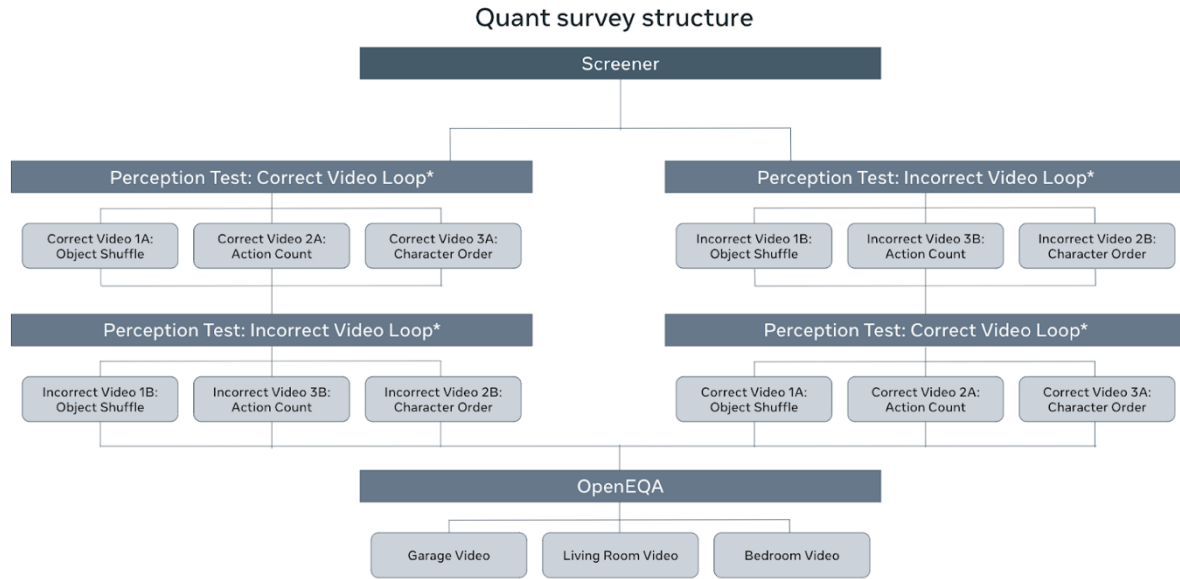 Quant survey structure
Screener
Perception Test: Correct Video Loop*
Perception Test: Incorrect Video Loop*
Correct Video 1A:
Object Shuffle
Correct Video 2A:
Action Count
Correct Video 3A:
Character Order
Incorrect Video 1B:
Object Shuffle
Incorrect Video 3B:
Action Count
Incorrect Video 2B:
Character Order
Perception Test: Incorrect Video Loop*
Perception Test: Correct Video Loop*
Incorrect Video 1B:
Object Shuffle
Incorrect Video 3B:
Action Count
Incorrect Video 2B:
Character Order
Correct Video 1A:
Object Shuffle
Correct Video 2A:
Action Count
Correct Video 3A:
Character Order
OpenEQA
Garage Video
Living Room Video
Bedroom Video